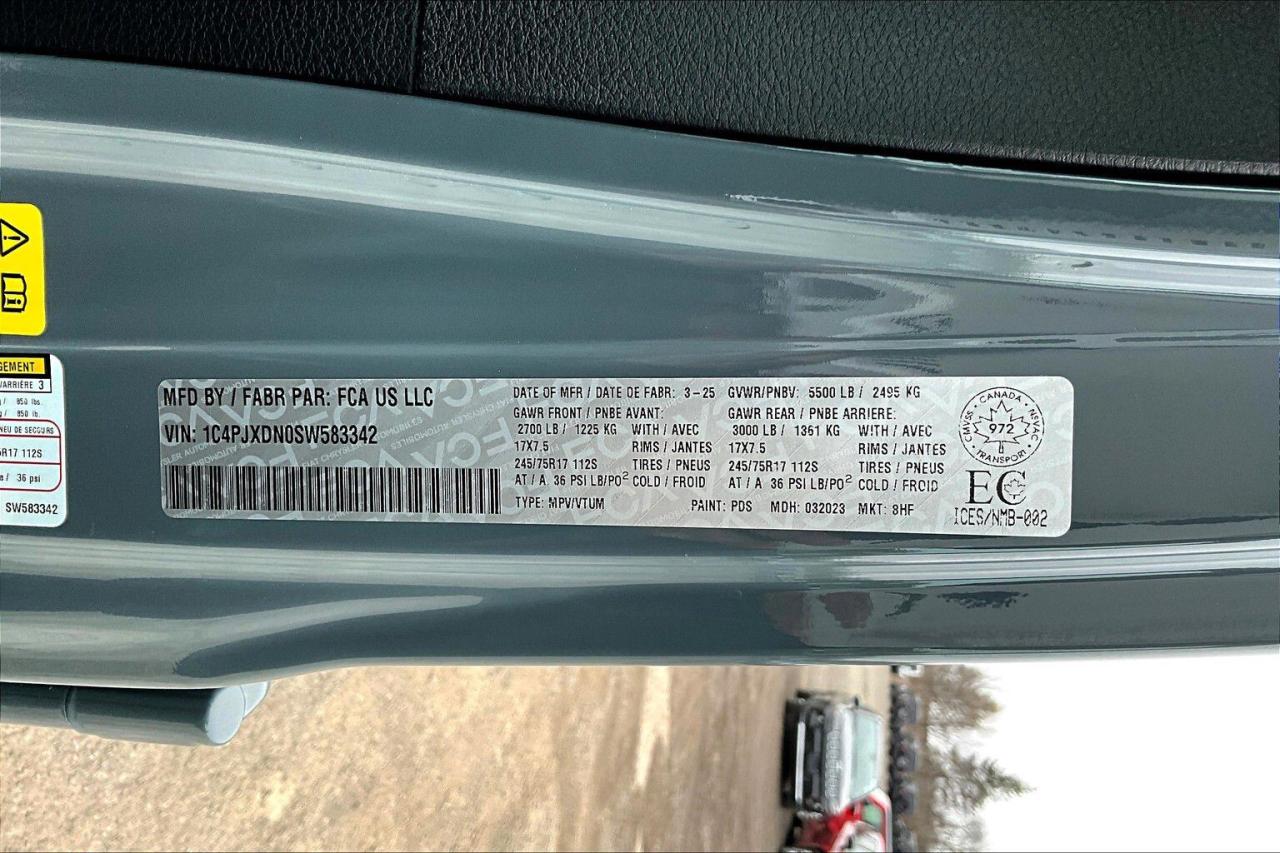 GEMENT
ARRIÈRE 3
850 lbs.
850 lb.
NEU DE SECOURS
5R17 112S
e / 36 psi
SW583342
MFD BY / FABR PAR: FCA US LLC
VIN: 1C4PJXDN0SW583342
DATE OF MFR / DATE DE FABR: 3-25 GVWR/PNBV: 5500 LB / 2495 KG
GAWR FRONT / PNBE AVANT: GAWR REAR / PNBE ARRIERE:
2700 LB / 1225 KG WITH / AVEC 3000 LB / 1361 KG WITH / AVEC
17X7.5 RIMS / JANTES 17X7.5 RIMS / JANTES
245/75R17 112S TIRES / PNEUS 245/75R17 112S TIRES / PNEUS
AT / A 36 PSI LB/PO² COLD / FROID AT / A 36 PSI LB/PO² COLD / FROID
TYPE: MPV/VTUM PAINT: PDS MDH: 032023 MKT: 8HF
CANADA
CMVSS NSVAC
972
TRANSPORT
EC
ICES/NMB-002